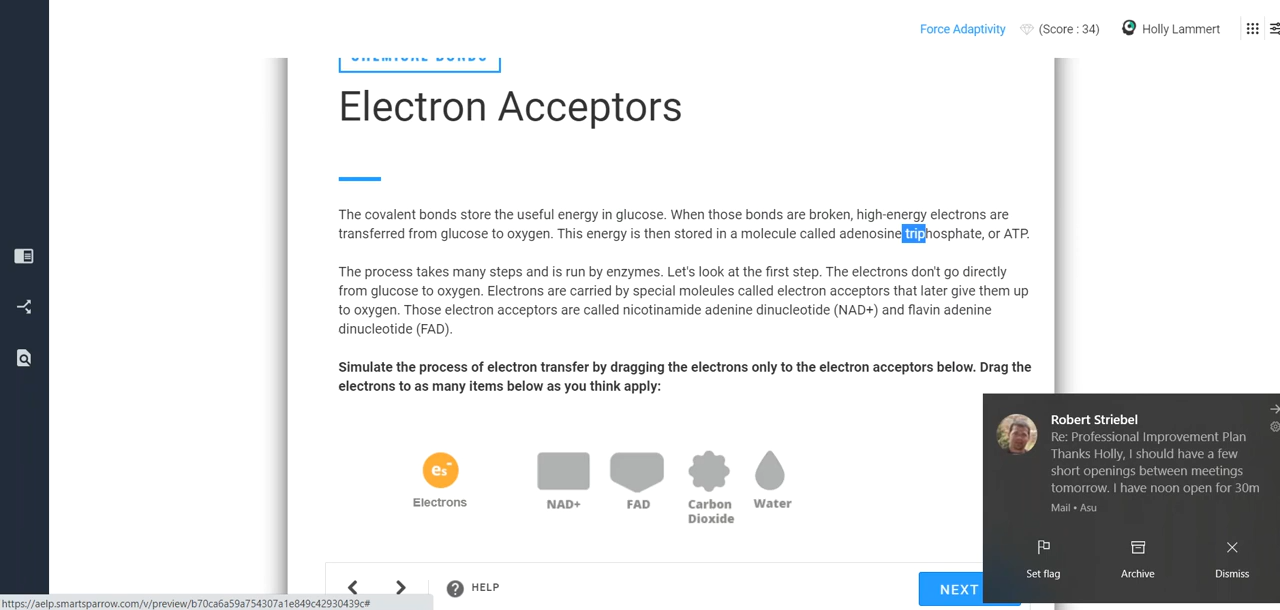 Force Adaptivity (Score : 34) Holly Lammert
CHEMICAL BONDS
Electron Acceptors
The covalent bonds store the useful energy in glucose. When those bonds are broken, high-energy electrons are
transferred from glucose to oxygen. This energy is then stored in a molecule called adenosine triphosphate, or ATP.
The process takes many steps and is run by enzymes. Let's look at the first step. The electrons don't go directly
from glucose to oxygen. Electrons are carried by special moleules called electron acceptors that later give them up
to oxygen. Those electron acceptors are called nicotinamide adenine dinucleotide (NAD+) and flavin adenine
dinucleotide (FAD).
Simulate the process of electron transfer by dragging the electrons only to the electron acceptors below. Drag the
electrons to as many items below as you think apply:
es⁻
Electrons
NAD+
FAD
Carbon
Dioxide
Water
HELP
NEXT
Robert Striebel
Re: Professional Improvement Plan
Thanks Holly, I should have a few
short openings between meetings
tomorrow. I have noon open for 30m
Mail • Asu
Set flag Archive Dismiss
https://aelp.smartsparrow.com/v/preview/b70ca6a59a754307a1e849c42930439c#